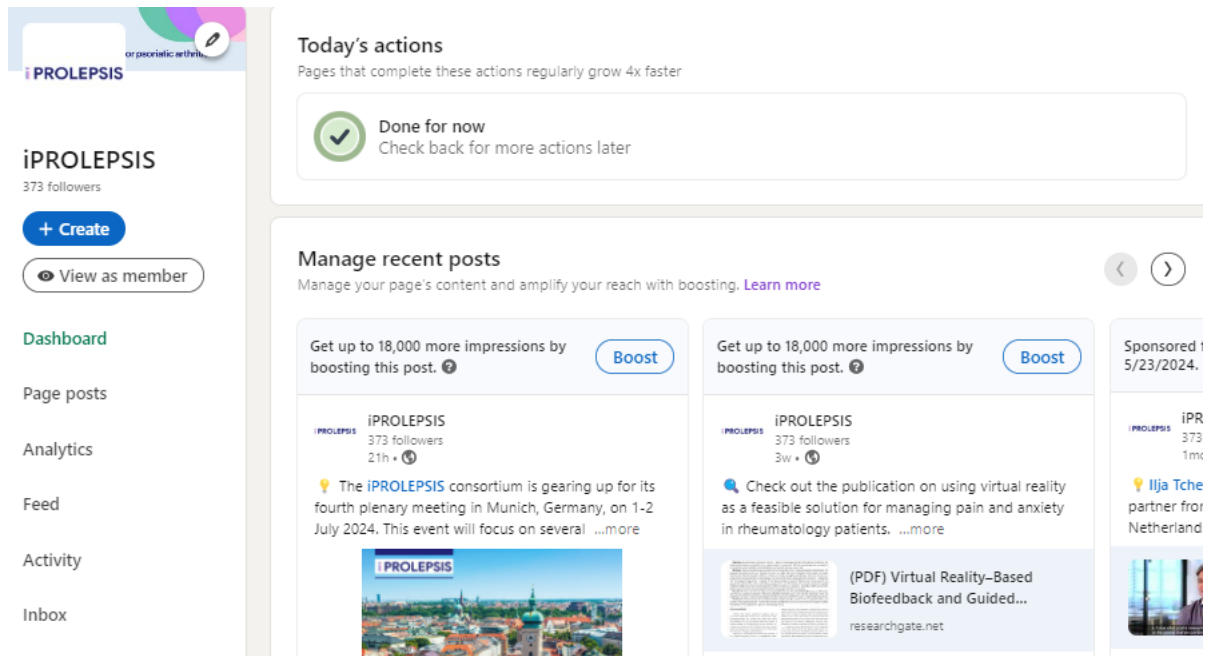 or psoriatic arthri
iPROLEPSIS
iPROLEPSIS
373 followers
+ Create
View as member
Dashboard
Page posts
Analytics
Feed
Activity
Inbox
Today's actions
Pages that complete these actions regularly grow 4x faster
Done for now
Check back for more actions later
Manage recent posts
Manage your page's content and amplify your reach with boosting. Learn more
Get up to 18,000 more impressions by
boosting this post.
Boost
iPROLEPSIS
iPROLEPSIS
373 followers
21h •
The iPROLEPSIS consortium is gearing up for its
fourth plenary meeting in Munich, Germany, on 1-2
July 2024. This event will focus on several ...more
iPROLEPSIS
Get up to 18,000 more impressions by
boosting this post.
Boost
iPROLEPSIS
iPROLEPSIS
373 followers
3w •
Check out the publication on using virtual reality
as a feasible solution for managing pain and anxiety
in rheumatology patients. ...more
(PDF) Virtual Reality–Based
Biofeedback and Guided...
researchgate.net
Sponsored
5/23/2024.
iPROLEPSIS
iPR
373
1mo
Ilja Tche
partner fro
Netherland